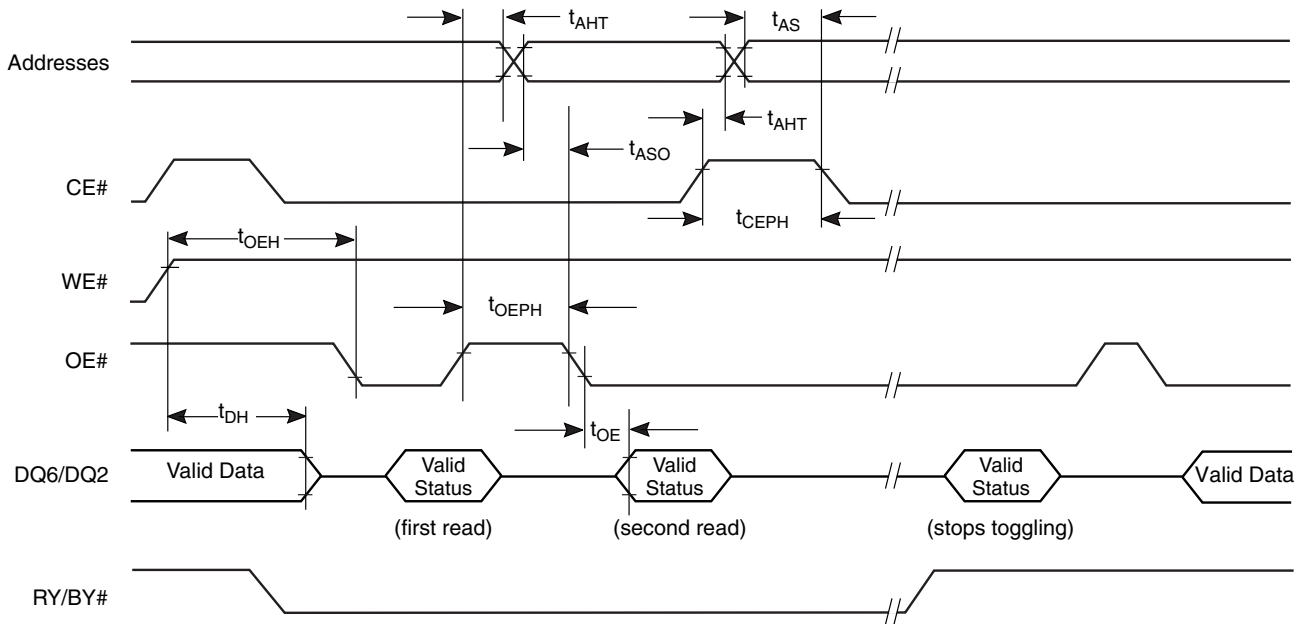 tAHT
tAS
Addresses
tAHT
tASO
CE#
tCEPH
tOEH
WE#
tOEPH
OE#
tDH
tOE
DQ6/DQ2
Valid Data
Valid
Status
Valid
Status
Valid
Status
Valid Data
(first read)
(second read)
(stops toggling)
RY/BY#